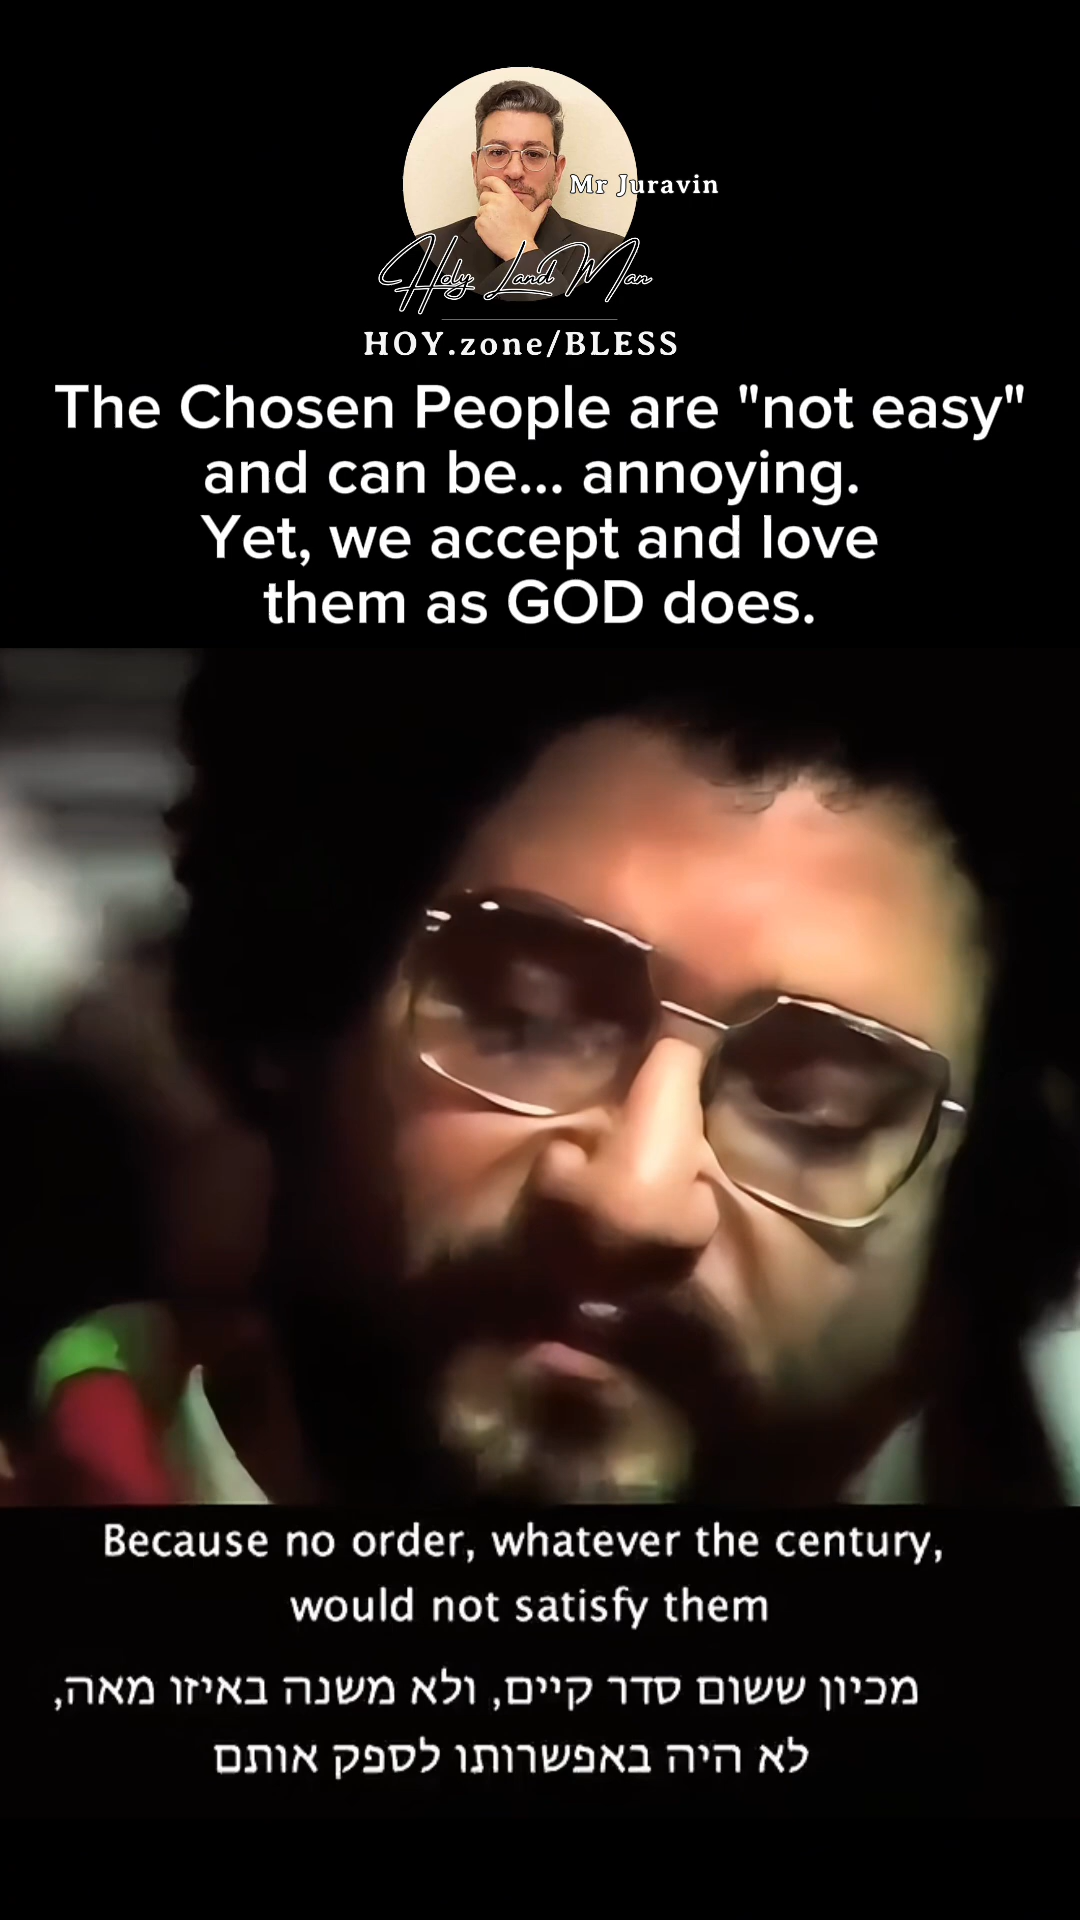 Mr Juravin
Holy Land Man
HOY.zone/BLESS
The Chosen People are "not easy"
and can be... annoying.
Yet, we accept and love
them as GOD does.
Because no order, whatever the century,
would not satisfy them
מכיון ששום סדר קיים, ולא משנה באיזו מאה,
לא היה באפשרותו לספק אותם